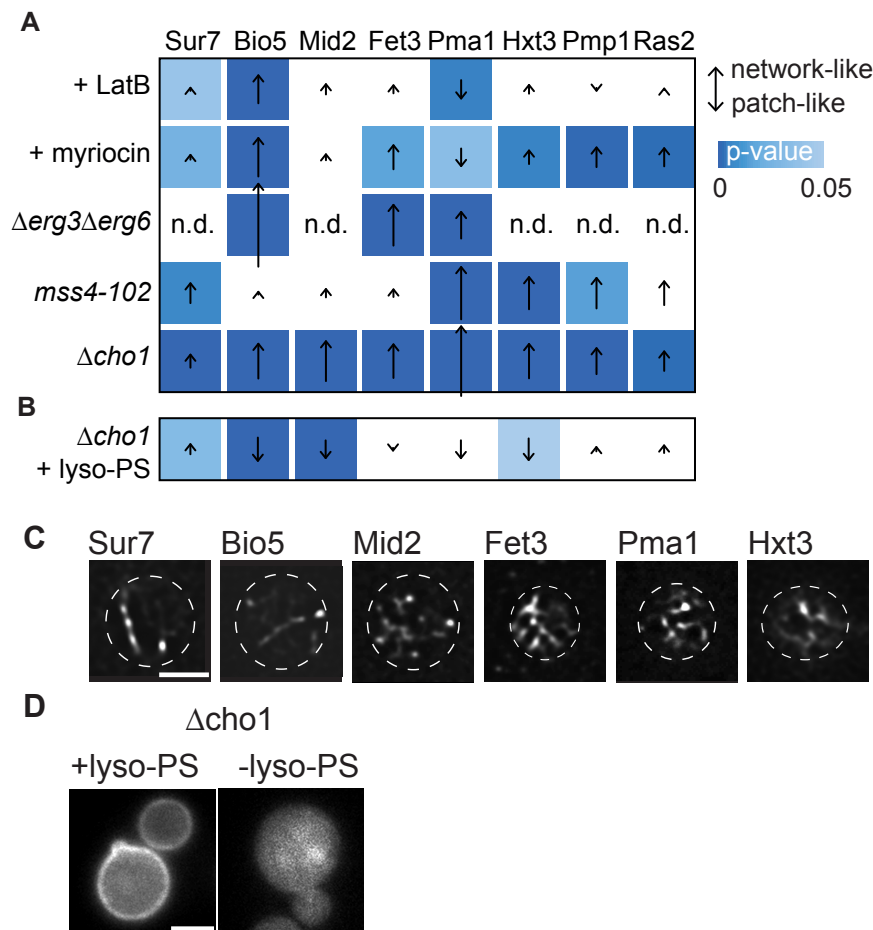 A
Sur7 Bio5 Mid2 Fet3 Pma1 Hxt3 Pmp1 Ras2
+ LatB
network-like
patch-like
+ myriocin
p-value
0 0.05
Δerg3Δerg6 n.d. n.d. n.d. n.d. n.d.
mss4-102
Δcho1
B
Δcho1
+ lyso-PS
C
Sur7 Bio5 Mid2 Fet3 Pma1 Hxt3
D
Δcho1
+lyso-PS -lyso-PS